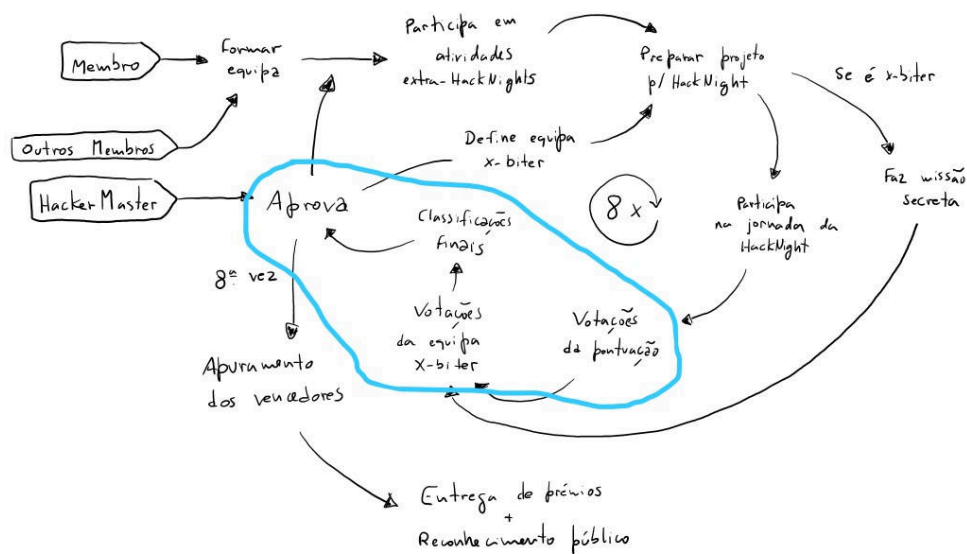 Membro
Formar
equipa
Participa em
atividades
extra-HackNights
Preparar projeto
p/ HackNight
Se é x-biter
Outros Membros
Define equipa
x-biter
HackerMaster
Aprova
Classificações
finais
8 x
Participa
na jornada da
HackNight
Faz missão
secreta
8ª vez
Votações
da equipa
X-biter
Votações
da pontuação
Apuramento
dos vencedores
Entrega de prémios
+
Reconhecimento público